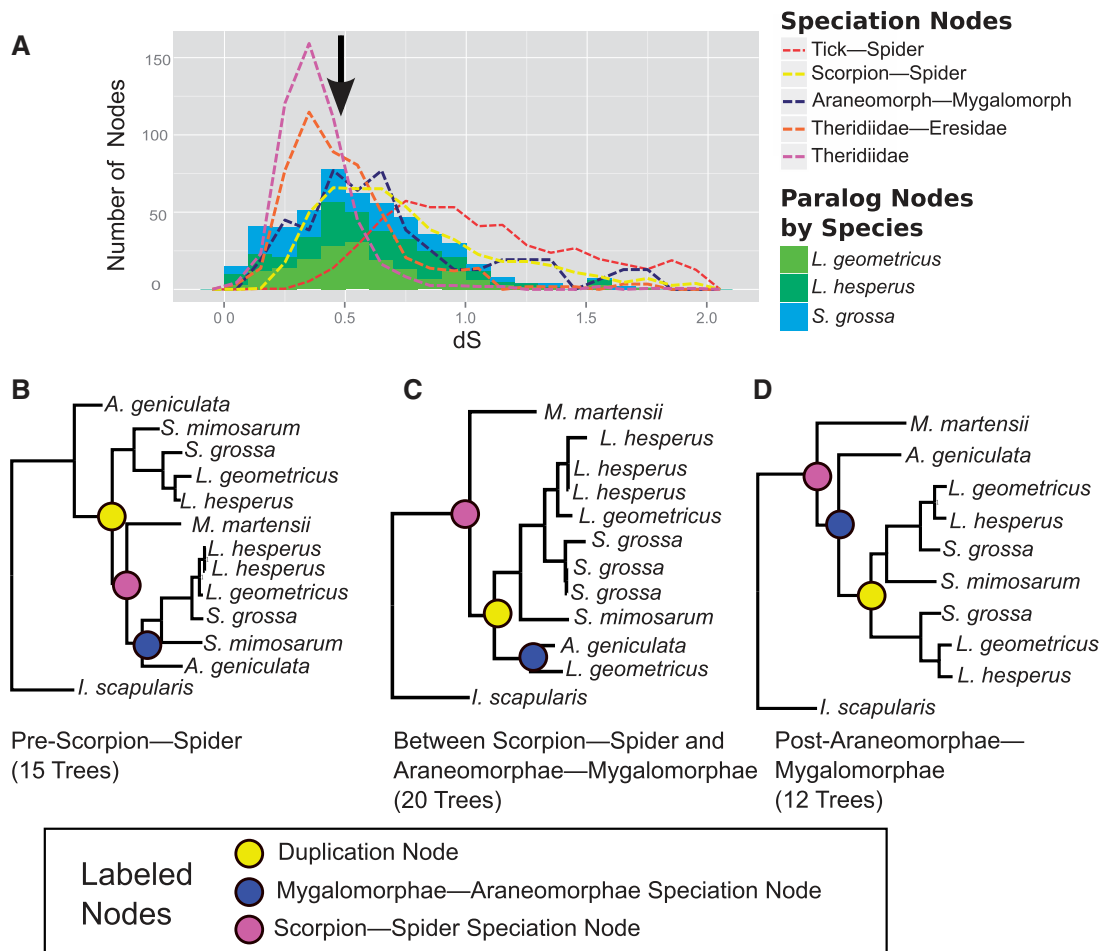 A
Number of Nodes
150
100
50
0
0 0
0.5
1.0
1.5
2.0
dS
Speciation Nodes
Tick—Spider
Scorpion—Spider
Araneomorph—Mygalomorph
Theridiidae—Eresidae
Theridiidae
Paralog Nodes
by Species
L. geometricus
L. hesperus
S. grossa
B
A. geniculata
S. mimosarum
S. grossa
L. geometricus
L. hesperus
M. martensii
L. hesperus
L. hesperus
L. geometricus
S. grossa
S. mimosarum
A. geniculata
I. scapularis
Pre-Scorpion—Spider
(15 Trees)
C
M. martensii
L. hesperus
L. hesperus
L. hesperus
L. geometricus
S. grossa
S. grossa
S. grossa
S. mimosarum
A. geniculata
L. geometricus
I. scapularis
Between Scorpion—Spider and
Araneomorphae—Mygalomorphae
(20 Trees)
D
M. martensii
A. geniculata
L. geometricus
L. hesperus
S. grossa
S. mimosarum
S. grossa
L. geometricus
L. hesperus
I. scapularis
Post-Araneomorphae—
Mygalomorphae
(12 Trees)
Labeled
Nodes
Duplication Node
Mygalomorphae—Araneomorphae Speciation Node
Scorpion—Spider Speciation Node